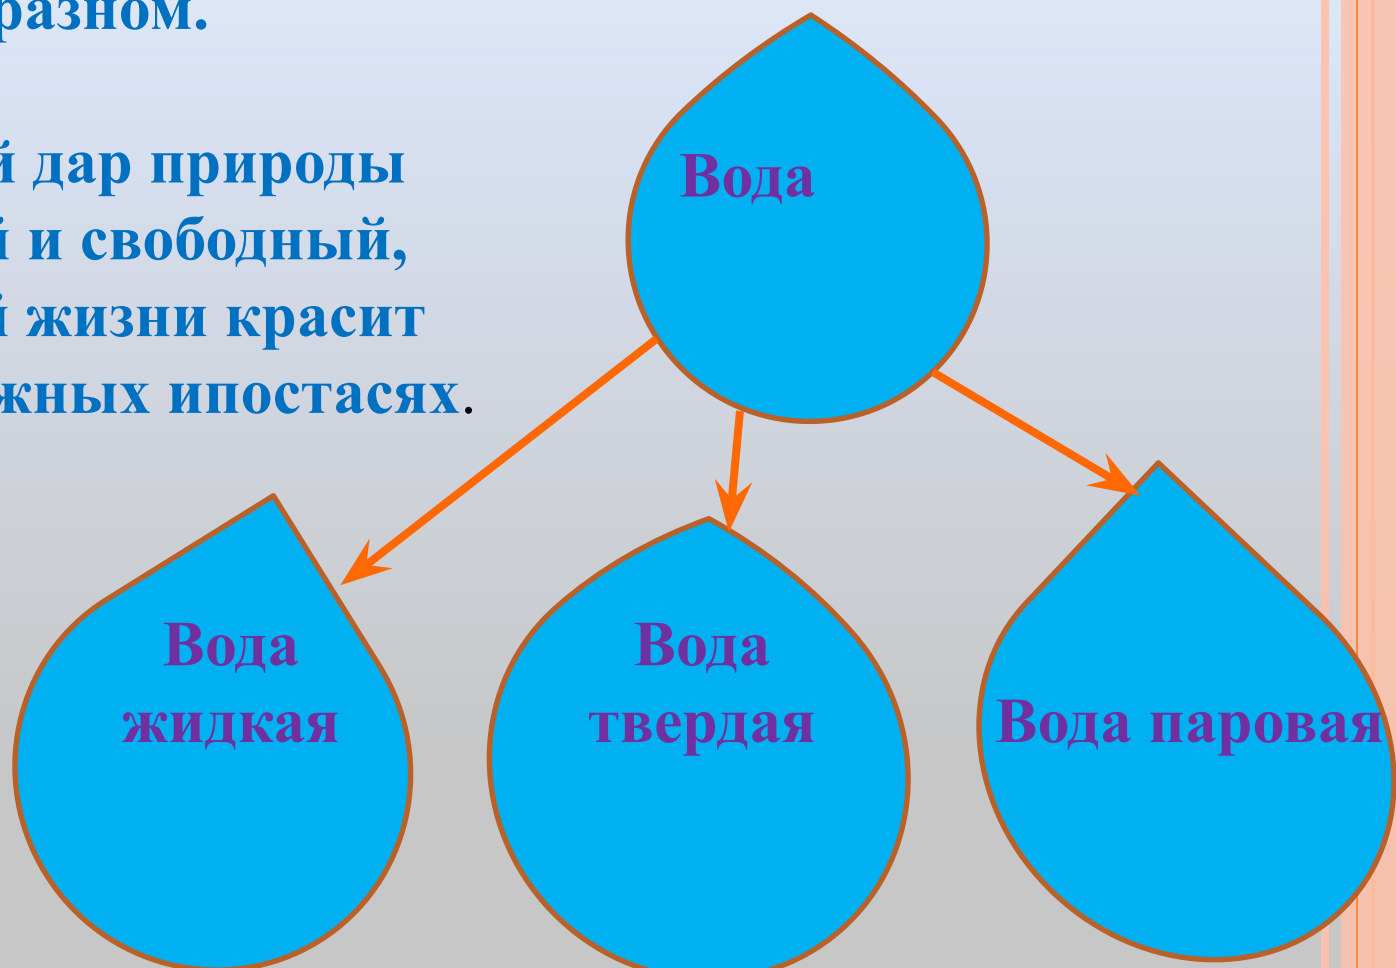 разном.
й дар природы
й и свободный,
й жизни красит
жных ипостасях.
Вода
Вода
жидкая
Вода
твердая
Вода паровая